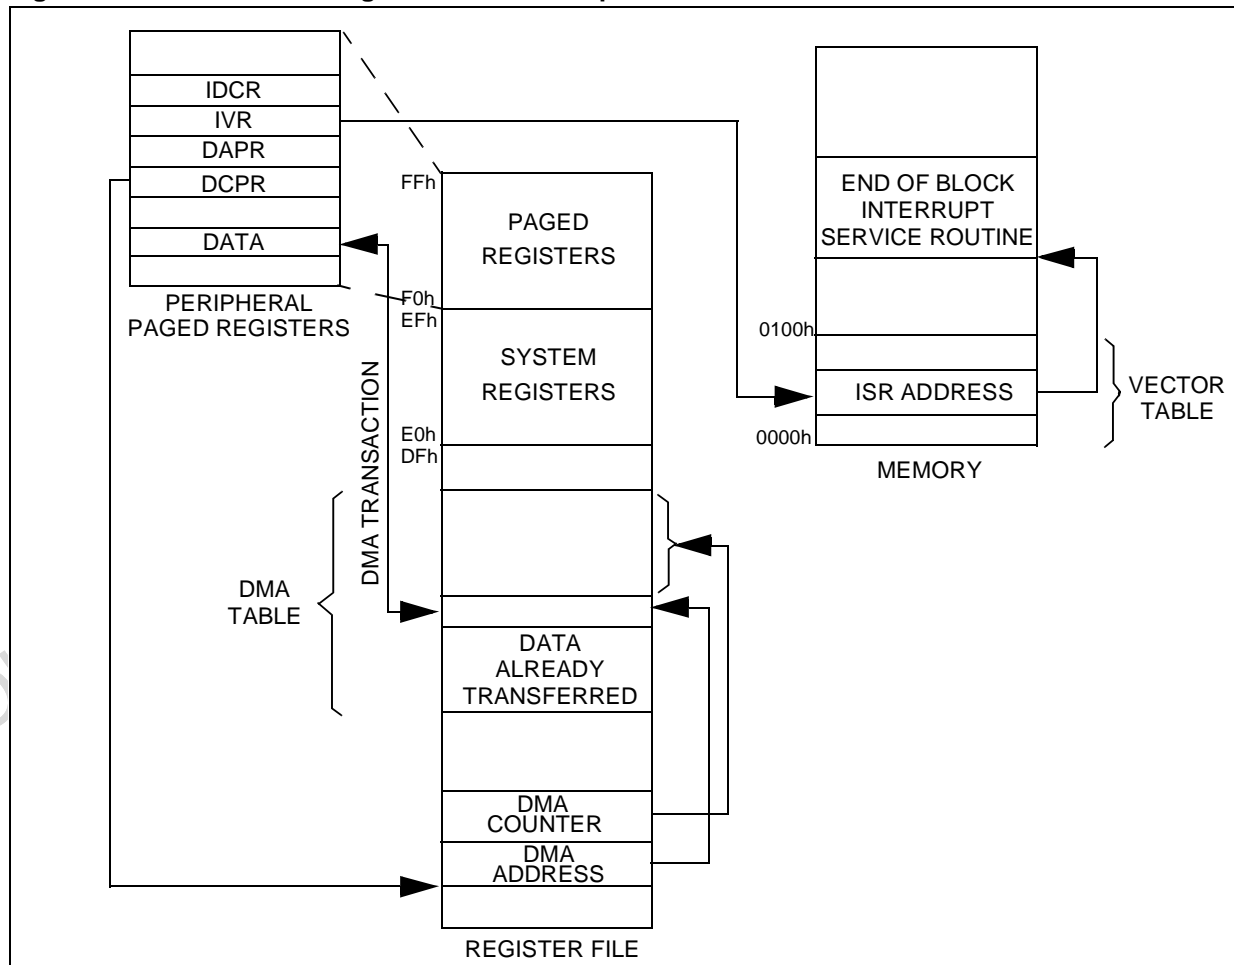 IDCR
IVR
DAPR
DCPR
DATA
PERIPHERAL
PAGED REGISTERS
DMA TRANSACTION
DMA
TABLE
FFh
F0h
EFh
E0h
DFh
PAGED
REGISTERS
SYSTEM
REGISTERS
DATA
ALREADY
TRANSFERRED
DMA
COUNTER
DMA
ADDRESS
REGISTER FILE
END OF BLOCK
INTERRUPT
SERVICE ROUTINE
0100h
ISR ADDRESS
0000h
MEMORY
VECTOR
TABLE